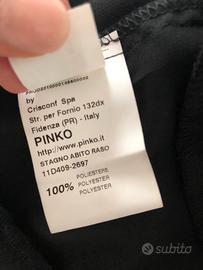 by
Crisconf Spa
Str. per Fornio 132dx
Fidenza (PR) - Italy
PINKO
http://www.pinko.it
STAGNO ABITO RASO
11D409-2697
100% POLIESTERE
POLYESTER
POLYESTER
subito